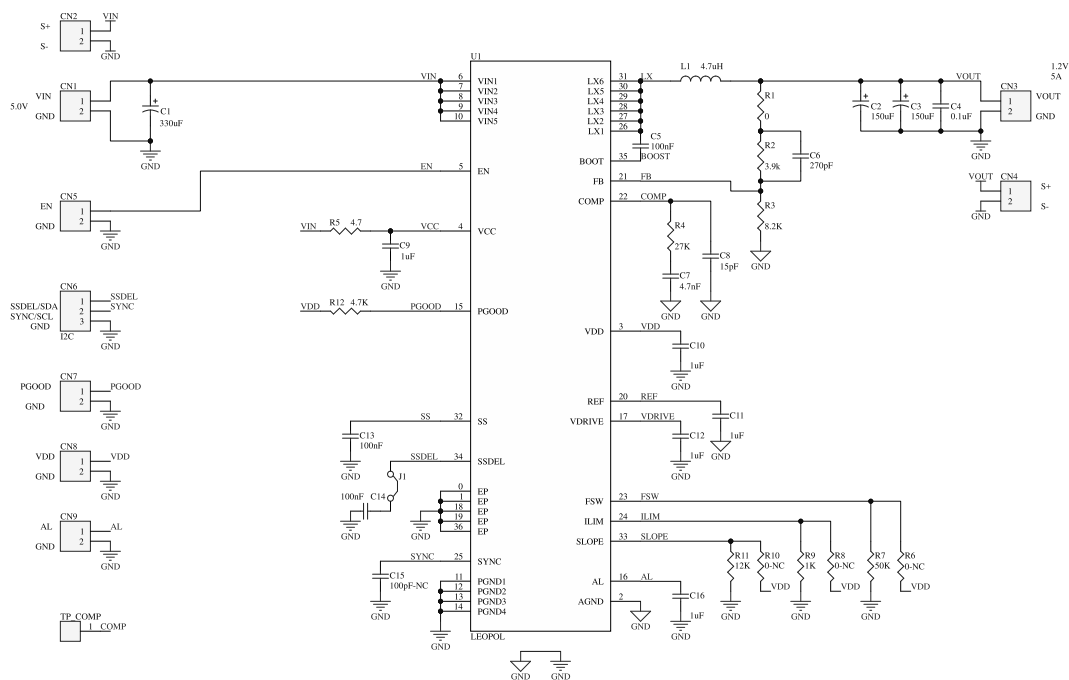 CN2
VIN
S+
1
S-
2
GND
CN1
VIN
1
5.0V
GND
2
C1
330uF
GND
CN5
EN
1
GND
2
GND
CN6
SSDEL/SDA
1
SSDEL
SYNC/SCL
2
SYNC
GND
3
I2C
GND
CN7
PGOOD
1
PGOOD
GND
2
GND
CN8
VDD
1
VDD
GND
2
GND
CN9
AL
1
AL
GND
2
GND
TP_COMP
1
COMP
VIN
R5
4.7
VCC
C9
1uF
GND
VDD
R12
4.7K
PGOOD
SS
C13
100nF
GND
SSDEL
J1
100nF
C14
GND
GND
SYNC
C15
100pF-NC
GND
GND
U1
VIN
6
VIN1
7
VIN2
8
VIN3
9
VIN4
10
VIN5
EN
5
EN
4
VCC
15
PGOOD
32
SS
34
SSDEL
0
EP
1
EP
18
EP
19
EP
36
EP
25
SYNC
11
PGND1
12
PGND2
13
PGND3
14
PGND4
LEOPOL
LX6
31
LX
LX5
30
LX4
29
LX3
28
LX2
27
LX1
26
BOOT
35
BOOST
C5
100nF
FB
21
FB
COMP
22
COMP
VDD
3
VDD
REF
20
REF
VDRIVE
17
VDRIVE
FSW
23
FSW
ILIM
24
ILIM
SLOPE
33
SLOPE
AL
16
AL
AGND
2
GND
L1
4.7uH
R1
0
R2
3.9k
C6
270pF
R3
8.2K
GND
R4
27K
C7
4.7nF
GND
C8
15pF
GND
C10
1uF
GND
C11
1uF
GND
C12
1uF
GND
R11
12K
GND
R10
0-NC
VDD
R9
1K
GND
R8
0-NC
VDD
R7
50K
GND
R6
0-NC
VDD
C16
1uF
GND
GND
GND
C2
150uF
C3
150uF
C4
0.1uF
GND
VOUT
CN3
1.2V
5A
1
VOUT
2
GND
VOUT
CN4
1
S+
2
S-
GND